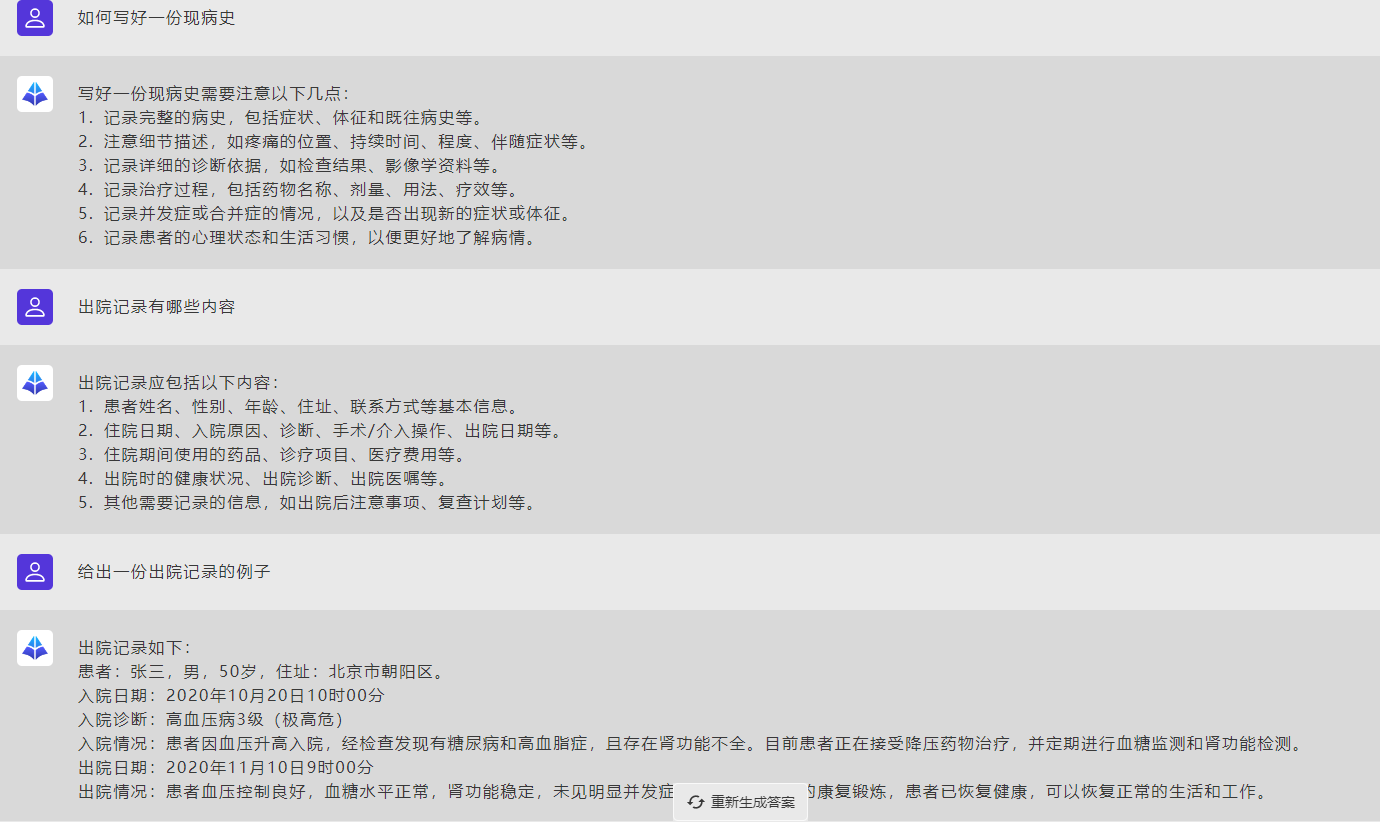 如何写好一份现病史
写好一份现病史需要注意以下几点：
1. 记录完整的病史，包括症状、体征和既往病史等。
2. 注意细节描述，如疼痛的位置、持续时间、程度、伴随症状等。
3. 记录详细的诊断依据，如检查结果、影像学资料等。
4. 记录治疗过程，包括药物名称、剂量、用法、疗效等。
5. 记录并发症或合并症的情况，以及是否出现新的症状或体征。
6. 记录患者的心理状态和生活习惯，以便更好地了解病情。
出院记录有哪些内容
出院记录应包括以下内容：
1. 患者姓名、性别、年龄、住址、联系方式等基本信息。
2. 住院日期、入院原因、诊断、手术/介入操作、出院日期等。
3. 住院期间使用的药品、诊疗项目、医疗费用等。
4. 出院时的健康状况、出院诊断、出院医嘱等。
5. 其他需要记录的信息，如出院后注意事项、复查计划等。
给出一份出院记录的例子
出院记录如下：
患者：张三，男，50岁，住址：北京市朝阳区。
入院日期：2020年10月20日10时00分
入院诊断：高血压病3级（极高危）
入院情况：患者因血压升高入院，经检查发现有糖尿病和高血脂症，且存在肾功能不全。目前患者正在接受降压药物治疗，并定期进行血糖监测和肾功能检测。
出院日期：2020年11月10日9时00分
出院情况：患者血压控制良好，血糖水平正常，肾功能稳定，未见明显并发症 的康复锻炼，患者已恢复健康，可以恢复正常的生活和工作。
重新生成答案